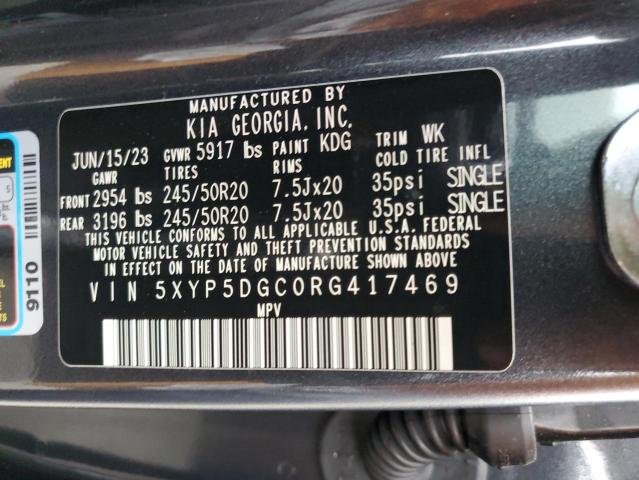 MANUFACTURED BY
KIA GEORGIA, INC.
JUN/15/23 GVWR 5917 lbs PAINT KDG TRIM WK
GAWR TIRES RIMS COLD TIRE INFL
FRONT 2954 lbs 245/50R20 7.5Jx20 35psi SINGLE
REAR 3196 lbs 245/50R20 7.5Jx20 35psi SINGLE
THIS VEHICLE CONFORMS TO ALL APPLICABLE U.S.A. FEDERAL
MOTOR VEHICLE SAFETY AND THEFT PREVENTION STANDARDS
IN EFFECT ON THE DATE OF MANUFACTURE SHOWN ABOVE
VIN 5XYP5DGC0RG417469
MPV
9110